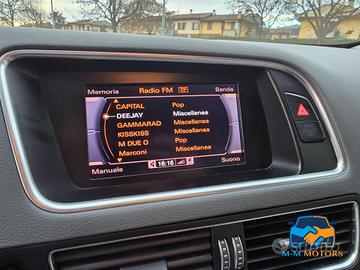 Memoria Radio FM TP Banda
CAPITAL Pop
DEEJAY Miscellanea
GAMMARAD Miscellanea
KISSKISS Miscellanea
M DUE O Pop
Marconi Miscellanea
Manuale 16:16 Suono
M-M MOTORS